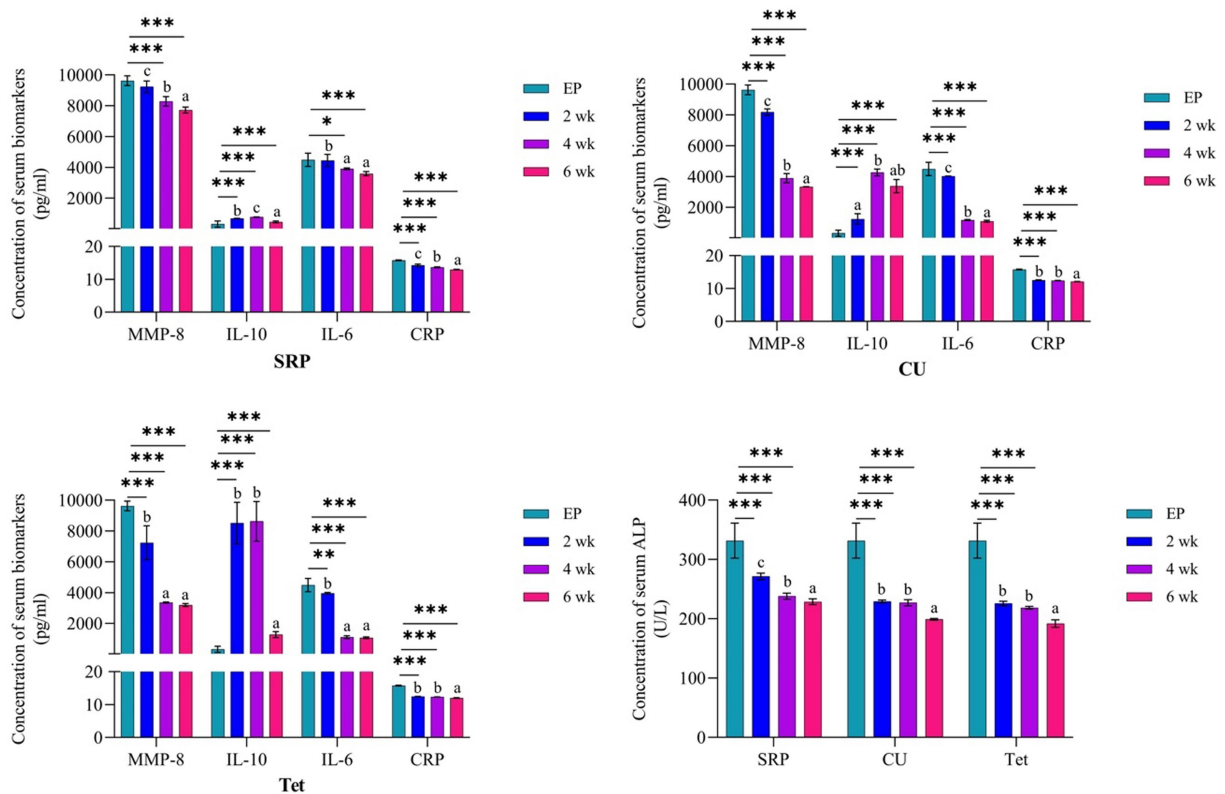 Concentration of serum biomarkers
(pg/ml)
10000
8000
6000
4000
2000
20
10
0
***
***
c
b
a
***
***
***
b
c
a
***
*
b
a
a
***
***
***
c
b
a
MMP-8
IL-10
IL-6
CRP
SRP
EP
2 wk
4 wk
6 wk
Concentration of serum biomarkers
(pg/ml)
10000
8000
6000
4000
2000
20
10
0
***
***
***
c
b
a
***
***
***
a
b
ab
***
***
***
c
b
a
***
***
***
b
b
a
MMP-8
IL-10
IL-6
CRP
CU
EP
2 wk
4 wk
6 wk
Concentration of serum biomarkers
(pg/ml)
10000
8000
6000
4000
2000
20
10
0
***
***
***
b
a
a
***
***
***
b
b
a
***
***
**
b
a
a
***
***
***
b
b
a
MMP-8
IL-10
IL-6
CRP
Tet
EP
2 wk
4 wk
6 wk
Concentration of serum ALP
(U/L)
400
300
200
100
0
***
***
***
c
b
a
***
***
***
b
b
a
***
***
***
b
b
a
SRP
CU
Tet
EP
2 wk
4 wk
6 wk